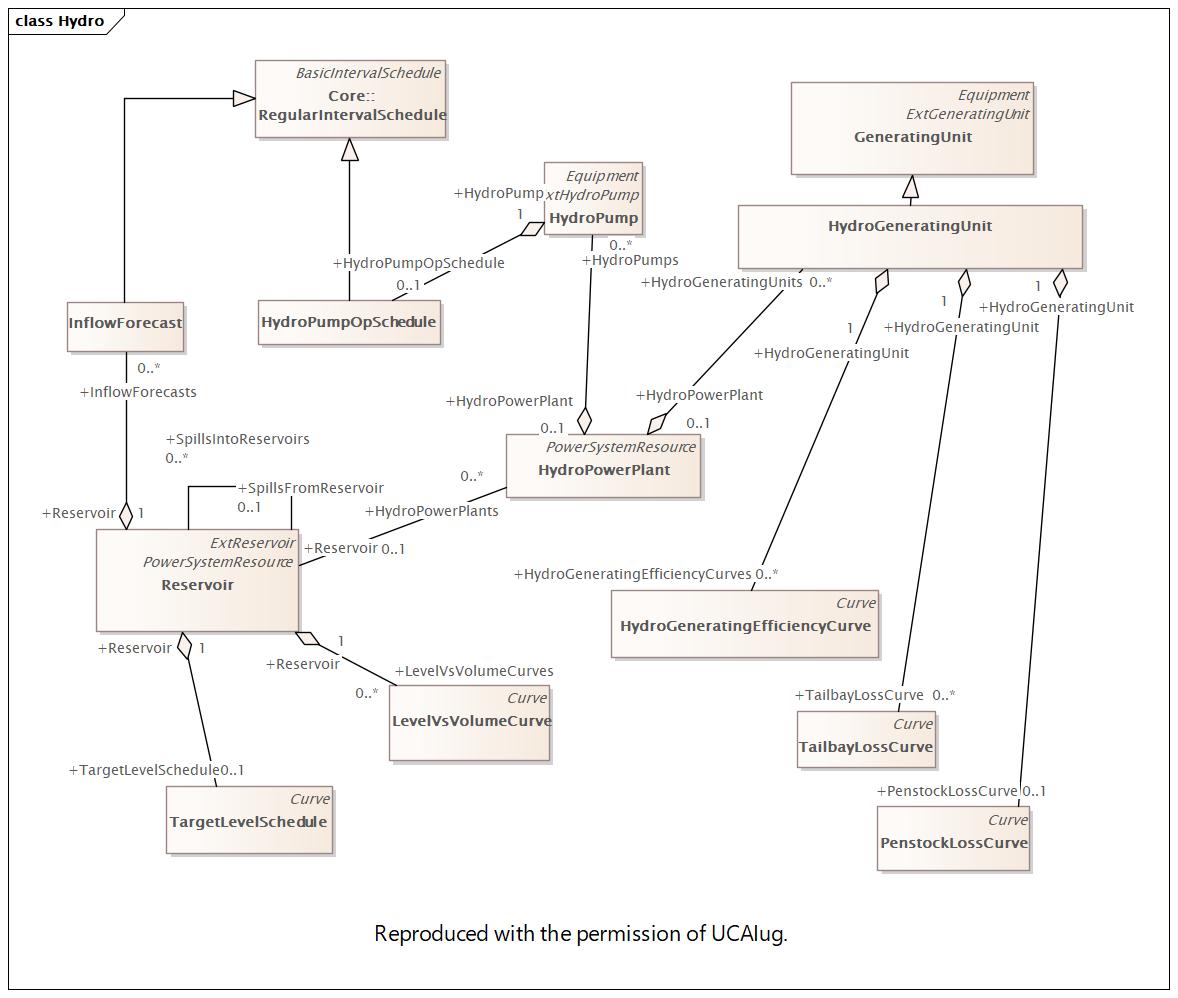 class Hydro
BasicIntervalSchedule
Core::
RegularIntervalSchedule
Equipment
ExtGeneratingUnit
GeneratingUnit
Equipment
xtHydroPump
HydroPump
+HydroPump
1
0..*
+HydroPumps
HydroGeneratingUnit
+HydroPumpOpSchedule
0..1
+HydroGeneratingUnits 0..*
1
+HydroGeneratingUnit
1
+HydroGeneratingUnit
1
+HydroGeneratingUnit
InflowForecast
HydroPumpOpSchedule
0..*
+InflowForecasts
+HydroPowerPlant
0..1
+HydroPowerPlant
0..1
+SpillsIntoReservoirs
0..*
PowerSystemResource
HydroPowerPlant
+SpillsFromReservoir
0..1
0..*
+HydroPowerPlants
+Reservoir 1
+Reservoir 0..1
ExtReservoir
PowerSystemResource
Reservoir
+HydroGeneratingEfficiencyCurves 0..*
Curve
HydroGeneratingEfficiencyCurve
+Reservoir 1
1
+Reservoir
+LevelVsVolumeCurves
0..*
Curve
LevelVsVolumeCurve
+TailbayLossCurve 0..*
Curve
TailbayLossCurve
+TargetLevelSchedule 0..1
Curve
TargetLevelSchedule
+PenstockLossCurve 0..1
Curve
PenstockLossCurve
Reproduced with the permission of UCAIug.